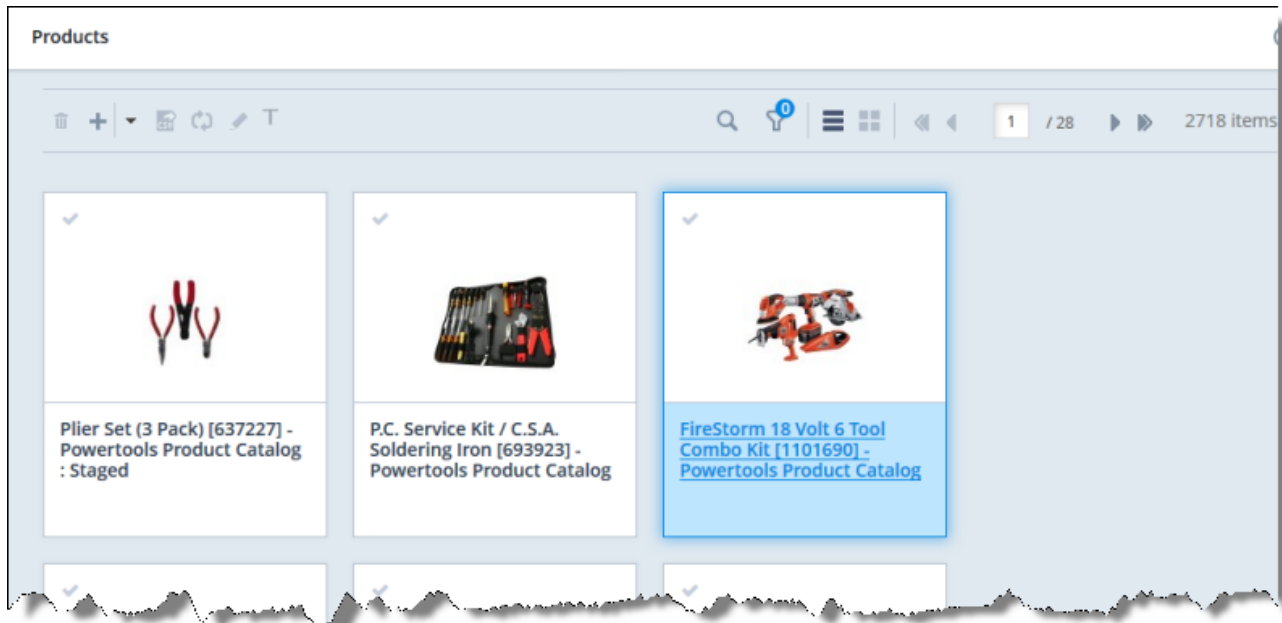 Products
0
1 / 28
2718 items
Plier Set (3 Pack) [637227] -
Powertools Product Catalog
: Staged
P.C. Service Kit / C.S.A.
Soldering Iron [693923] -
Powertools Product Catalog
FireStorm 18 Volt 6 Tool
Combo Kit [1101690] -
Powertools Product Catalog